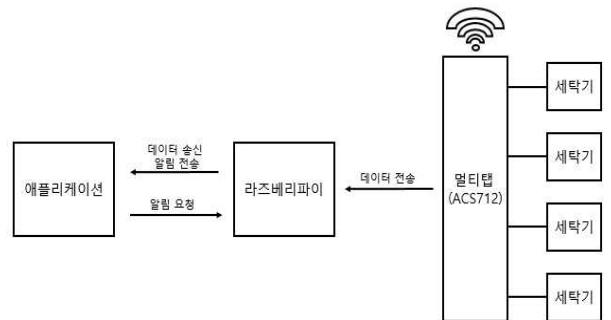 애플리케이션
데이터 송신
알림 전송
알림 요청
라즈베리파이
데이터 전송
멀티탭
(ACS712)
세탁기
세탁기
세탁기
세탁기